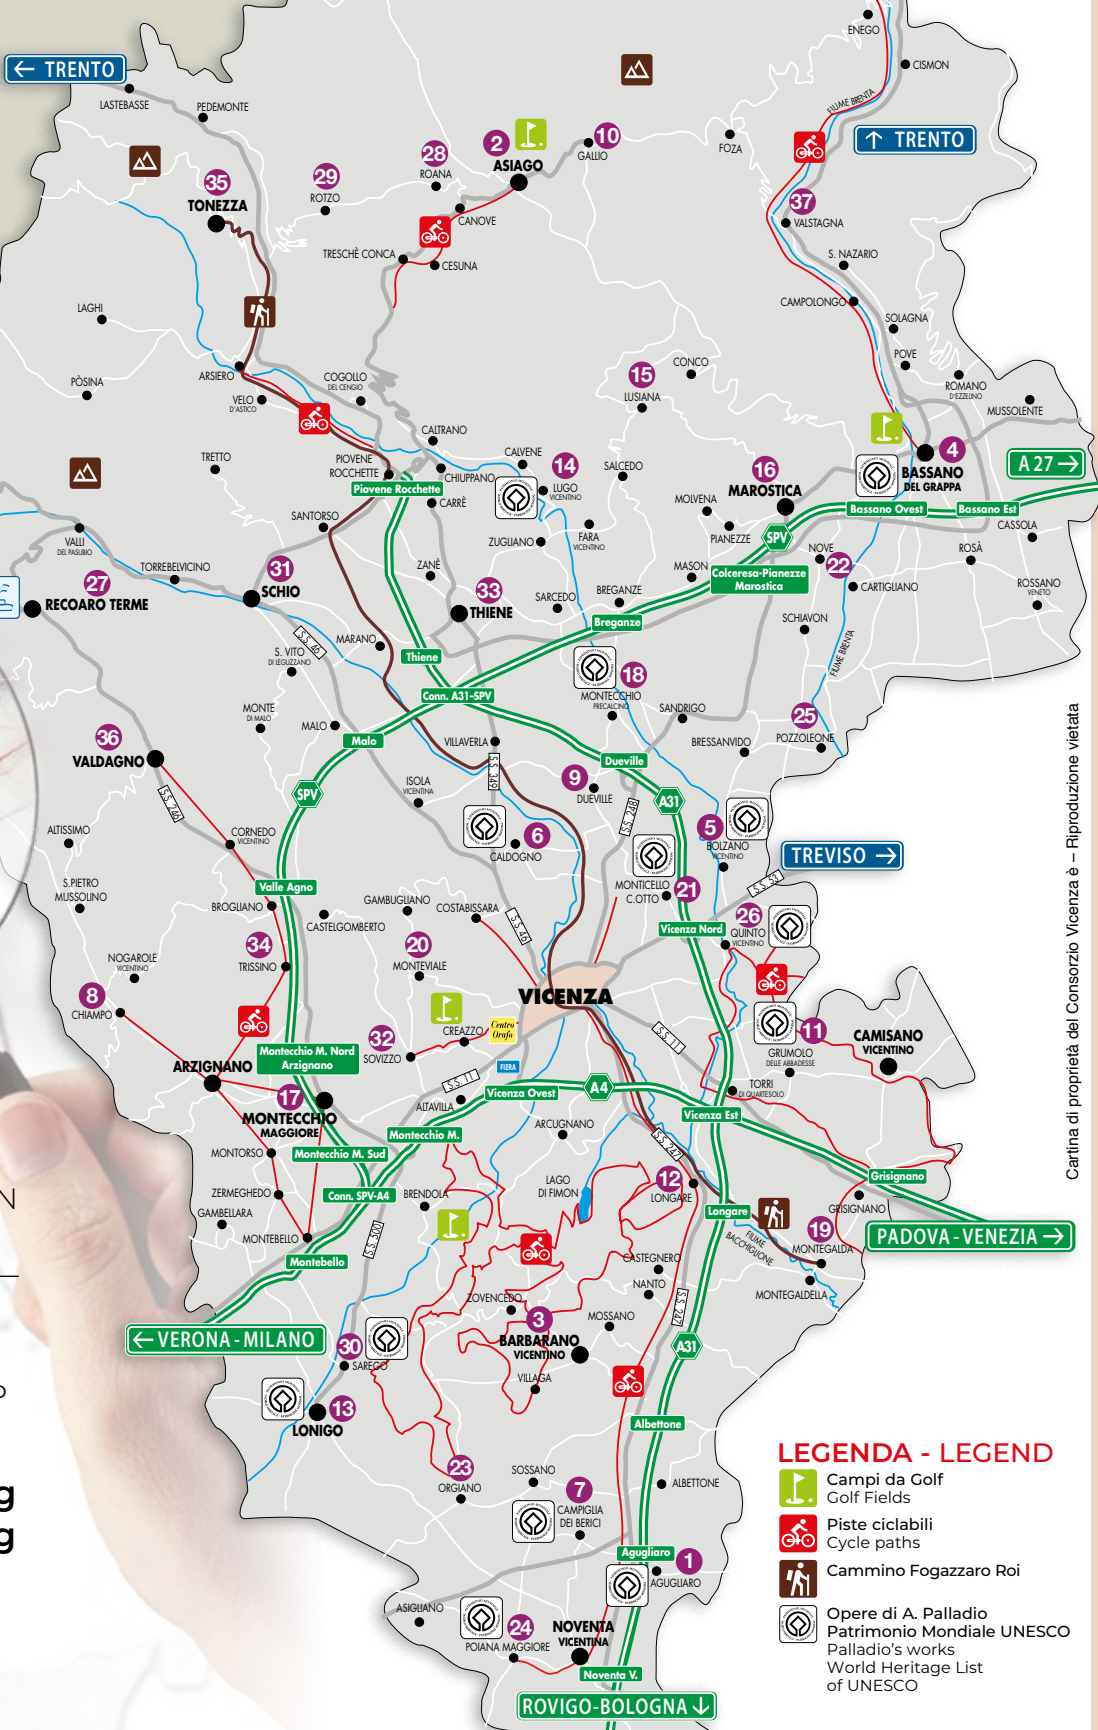 ENEGO
CISMON
← TRENTO
LASTEBASSE
PEDEMONTE
FIUME BRENTA
↑ TRENTO
10
2
ASIAGO
GALLIO
FOZA
28
ROANA
29
ROTZO
35
TONEZZA
37
VALSTAGNA
CANOVE
TRESCHÈ CONCA
CESUNA
S. NAZARIO
CAMPOLONGO
LAGHI
SOLAGNA
POVE
ARSIERO
PÒSINA
VELO
D'ASTICO
COGOLLO
DEL CENGIO
CONCO
15
LUSIANA
ROMANO
D'EZZELINO
MUSSOLENTE
CALTRANO
4
BASSANO
DEL GRAPPA
A 27 →
TRETTO
PIOVENE
ROCCHETTE
CHIUPPANO
CALVENE
14
LUGO
VICENTINO
SALCEDO
16
MAROSTICA
Piovene Rocchette
CARRÈ
MOLVENA
PIANEZZE
Bassano Ovest
Bassano Est
CASSOLA
SANTORSO
ZUGLIANO
FARA
VICENTINO
SPV
VALLI
DEL PASUBIO
TORREBELVICINO
31
SCHIO
ZANÈ
33
THIENE
MASON
Colceresa-Pianezze
Marostica
NOVE
22
CARTIGLIANO
ROSÀ
ROSSANO
VENETO
27
RECOARO TERME
SARCEDO
BREGANZE
Breganze
SCHIAVON
S.S. 46
MARANO
S. VITO
DI LEGUZZANO
Thiene
FIUME BRENTA
18
MONTECCHIO
PRECALCINO
Conn. A31-SPV
SANDRIGO
25
POZZOLEONE
MONTE
DI MALO
MALO
Malo
VILLAVERLA
BRESSANVIDO
36
VALDAGNO
S.S. 349
Dueville
9
DUEVILLE
ISOLA
VICENTINA
SPV
A31
S.S. 246
S.S. 248
ALTISSIMO
CORNEDO
VICENTINO
6
CALDOGNO
5
BOLZANO
VICENTINO
TREVISO →
S.PIETRO
MUSSOLINO
Valle Agno
MONTICELLO
C.OTTO
21
S.S. 53
BROGLIANO
CASTELGOMBERTO
GAMBUGLIANO
COSTABISSARA
S.S. 46
26
QUINTO
VICENTINO
Vicenza Nord
34
TRISSINO
20
MONTEVIALE
NOGAROLE
VICENTINO
8
CHIAMPO
VICENZA
Centro
Orafo
CREAZZO
32
SOVIZZO
FIERA
S.S. 11
11
GRUMOLO
DELLE ABBADESSE
CAMISANO
VICENTINO
Montecchio M. Nord
Arzignano
ARZIGNANO
S.S. 11
Vicenza Ovest
A4
TORRI
DI QUARTESOLO
17
MONTECCHIO
MAGGIORE
ALTAVILLA
Vicenza Est
Montecchio M.
ARCUGNANO
S.S. 247
MONTORSO
Montecchio M. Sud
Grisignano
ZERMEGHEDO
Conn. SPV-A4
BRENDOLA
LAGO
DI FIMON
12
LONGARE
Longare
GRISIGNANO
GAMBELLARA
MONTEBELLO
S.S. 500
FIUME
BACCHIGLIONE
19
MONTEGALDA
PADOVA - VENEZIA →
Montebello
CASTEGNERO
NANTO
MONTEGALDELLA
ZOVENCEDO
S.S. 247
← VERONA - MILANO
3
BARBARANO
VICENTINO
MOSSANO
A31
30
SAREGO
VILLAGA
13
LONIGO
Albettone
23
ORGIANO
SOSSANO
7
CAMPIGLIA
DEI BERICI
ALBETTONE
Agugliaro
1
AGUGLIARO
ASIGLIANO
24
POIANA MAGGIORE
NOVENTA
VICENTINA
Noventa V.
ROVIGO-BOLOGNA ↓
LEGENDA - LEGEND
Campi da Golf
Golf Fields
Piste ciclabili
Cycle paths
Cammino Fogazzaro Roi
Opere di A. Palladio
Patrimonio Mondiale UNESCO
Palladio's works
World Heritage List
of UNESCO
Cartina di proprietà del Consorzio Vicenza è – Riproduzione vietata
N
o
g
g